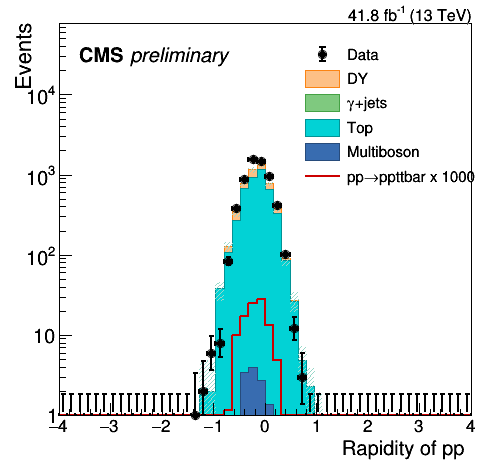 41.8 fb⁻¹ (13 TeV)
Events
CMS preliminary
Data
DY
γ+jets
Top
Multiboson
pp→ppttbar x 1000
10⁴
10³
10²
10
1
−4 −3 −2 −1 0 1 2 3 4
Rapidity of pp